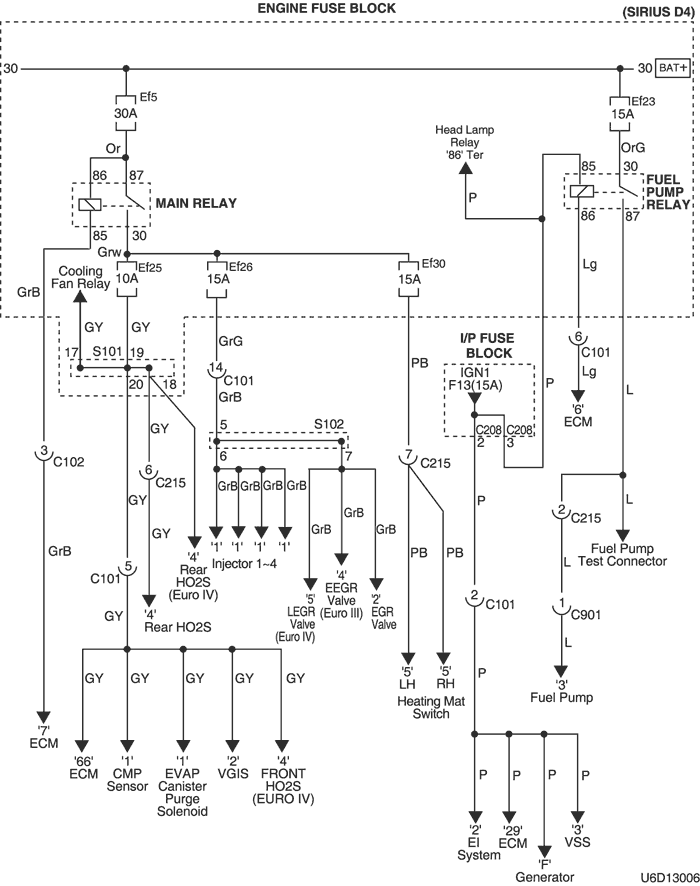 ENGINE FUSE BLOCK
(SIRIUS D4)
30
30
BAT+
Ef5
30A
Ef23
15A
Or
OrG
Head Lamp
Relay
'86' Ter
P
86
87
MAIN RELAY
85
30
85
30
FUEL
PUMP
RELAY
86
87
Grw
Ef25
10A
Ef26
15A
Ef30
15A
Lg
Cooling
Fan Relay
GrB
GY
GY
GrG
PB
17
S101
19
20
18
14
C101
GrB
I/P FUSE
BLOCK
IGN1
F13(15A)
C208
C208
2
3
P
6
C101
Lg
'6'
ECM
L
5
S102
6
7
GY
3
C102
6
C215
7
C215
GrB
GrB
GrB
GrB
GY
GY
P
2
C215
L
Fuel Pump
Test Connector
'1'
'1'
'1'
'1'
Injector 1~4
GrB
GrB
GrB
GrB
PB
PB
L
'4'
Rear
HO2S
(Euro IV)
5
C101
'4'
Rear HO2S
GY
'5'
LEGR
Valve
(Euro IV)
'4'
EEGR
Valve
(Euro III)
2'
EGR
Valve
2
C101
1
C901
L
'5'
LH
'5'
RH
Heating Mat
Switch
P
'3'
Fuel Pump
GY
GY
GY
GY
GY
'7'
ECM
'66'
ECM
'1'
CMP
Sensor
'1'
EVAP
Canister
Purge
Solenoid
'2'
VGIS
'4'
FRONT
HO2S
(EURO IV)
P
P
P
P
'2'
EI
System
'29'
ECM
'F'
Generator
'3'
VSS
U6D13006